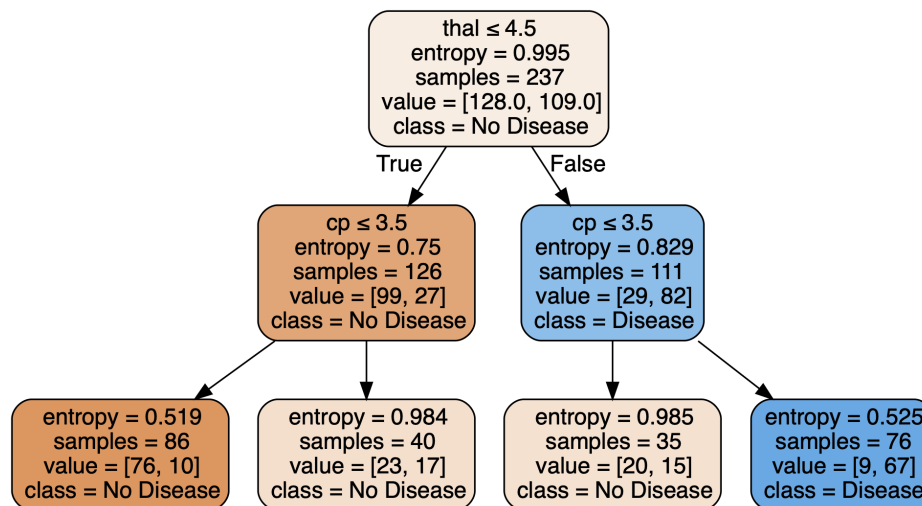 thal ≤ 4.5
entropy = 0.995
samples = 237
value = [128.0, 109.0]
class = No Disease
True
False
cp ≤ 3.5
entropy = 0.75
samples = 126
value = [99, 27]
class = No Disease
cp ≤ 3.5
entropy = 0.829
samples = 111
value = [29, 82]
class = Disease
entropy = 0.519
samples = 86
value = [76, 10]
class = No Disease
entropy = 0.984
samples = 40
value = [23, 17]
class = No Disease
entropy = 0.985
samples = 35
value = [20, 15]
class = No Disease
entropy = 0.525
samples = 76
value = [9, 67]
class = Disease